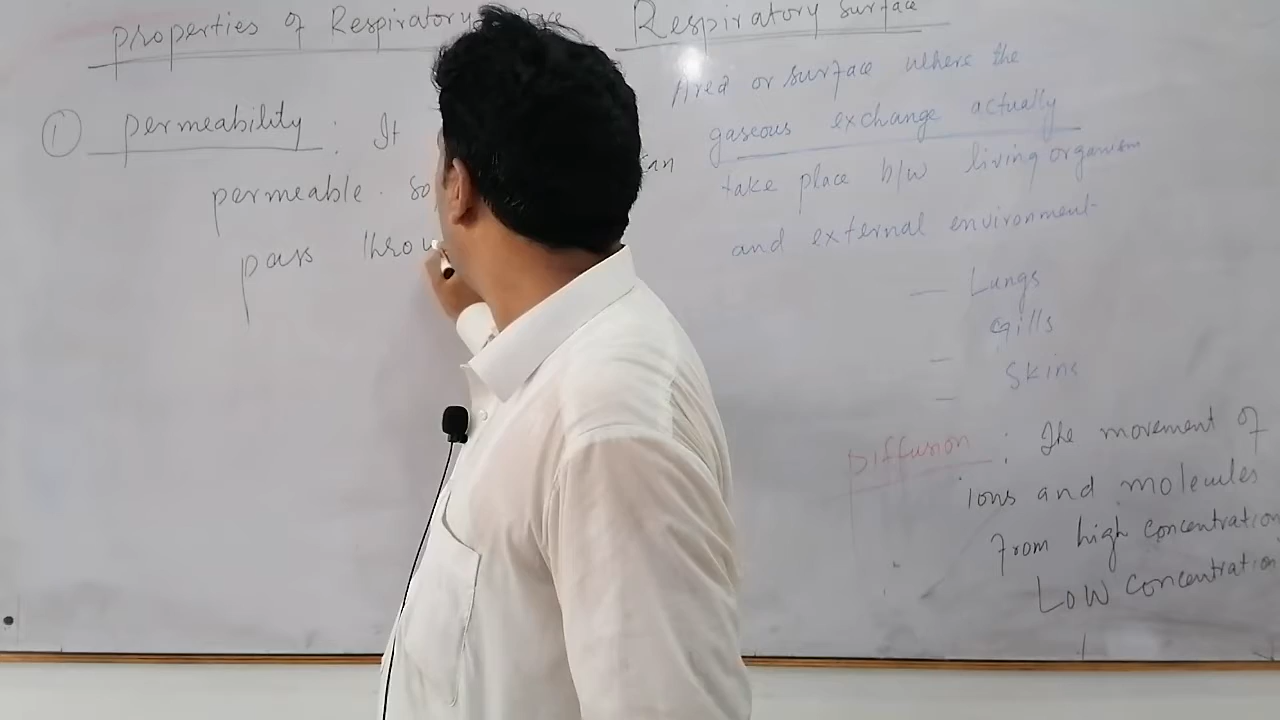 properties of Respiratory
① permeability : It
permeable. so can
pass throu
Respiratory Surface
Area or surface where the
gaseous exchange actually
take place b/w living organism
and external environment
— Lungs
Gills
— Skins
—
Diffusion : The movement of
ions and molecules
From high concentration
Low concentration